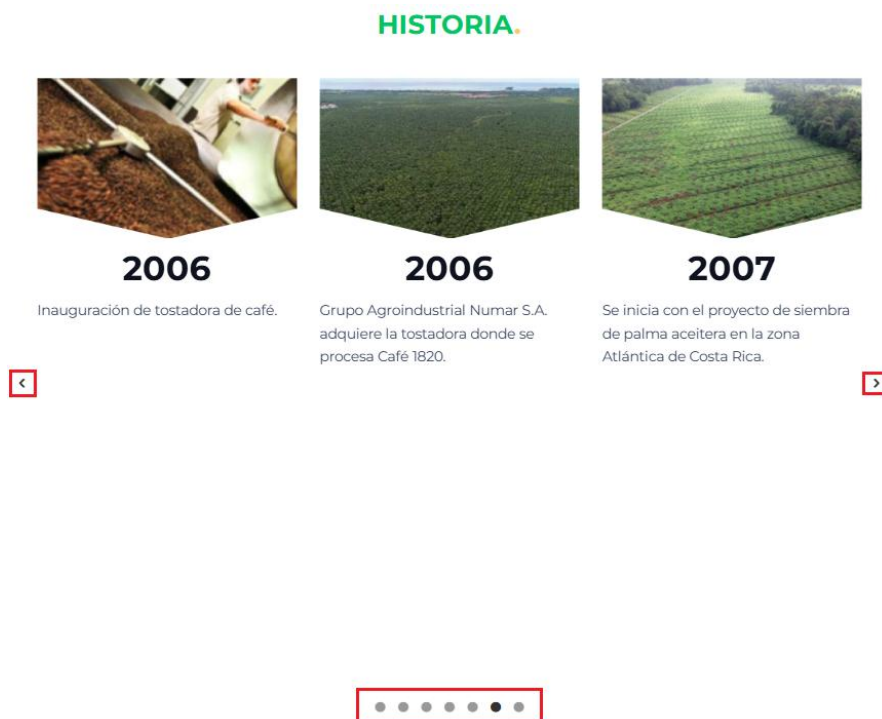 HISTORIA.
2006
Inauguración de tostadora de café.
2006
Grupo Agroindustrial Numar S.A.
adquiere la tostadora donde se
procesa Café 1820.
2007
Se inicia con el proyecto de siembra
de palma aceitera en la zona
Atlántica de Costa Rica.